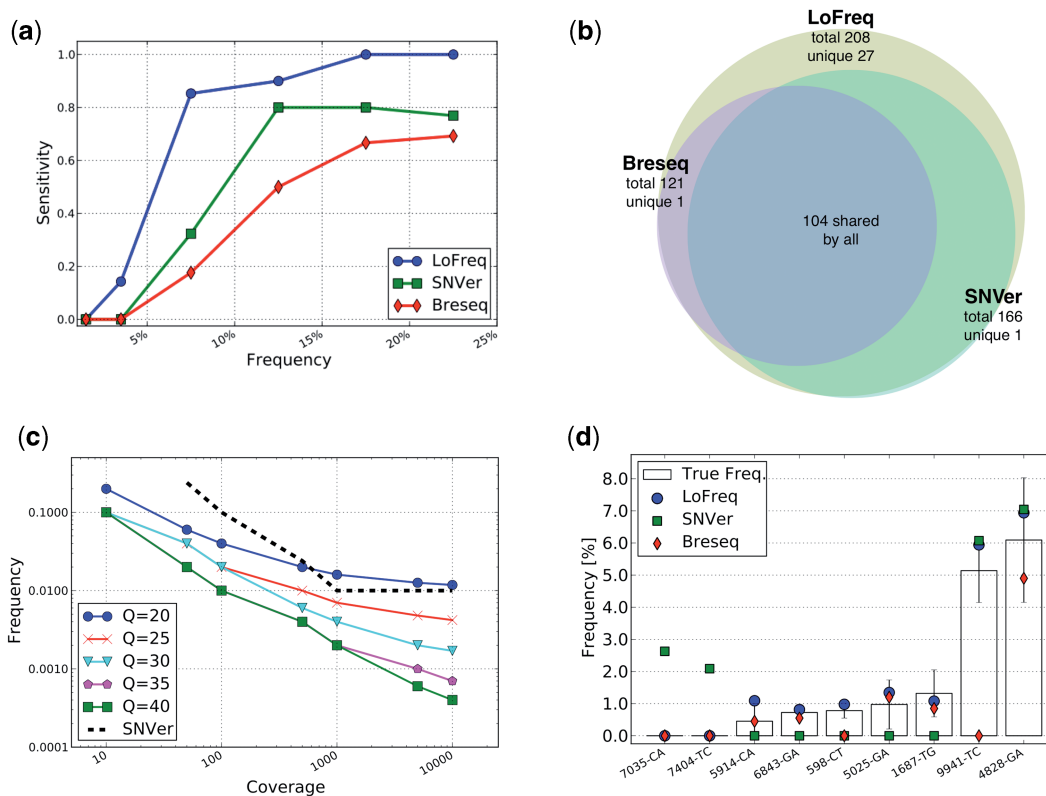 (a)
1.0
0.8
0.6
0.4
0.2
0.0
Sensitivity
5%
10%
15%
20%
25%
Frequency
LoFreq
SNVer
Breseq
(b)
LoFreq
total 208
unique 27
Breseq
total 121
unique 1
104 shared
by all
SNVer
total 166
unique 1
(c)
0.1000
0.0100
0.0010
0.0001
Frequency
10
100
1000
10000
Coverage
Q=20
Q=25
Q=30
Q=35
Q=40
SNVer
(d)
8.0
7.0
6.0
5.0
4.0
3.0
2.0
1.0
0.0
Frequency [%]
True Freq.
LoFreq
SNVer
Breseq
7035-CA
7404-TC
5914-CA
6843-GA
598-CT
5025-GA
1687-TG
9941-TC
4828-GA